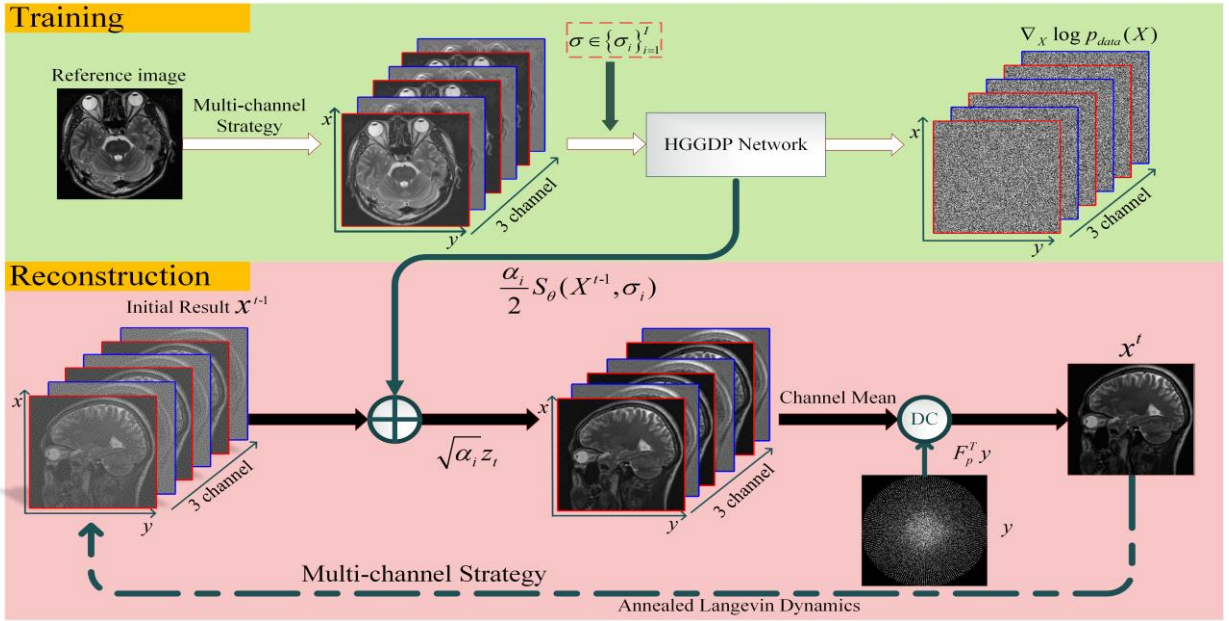 Training
σ ∈ {σ_i}_{i=1}^{I}
∇_X log p_{data}(X)
Reference image
Multi-channel
Strategy
x
y
3 channel
HGGDP Network
x
y
3 channel
Reconstruction
α_i/2 S_θ(X^{t-1}, σ_i)
Initial Result x^{t-1}
x
y
3 channel
√α_i z_t
x
y
3 channel
Channel Mean
DC
F_p^T y
y
x^t
Multi-channel Strategy
Annealed Langevin Dynamics